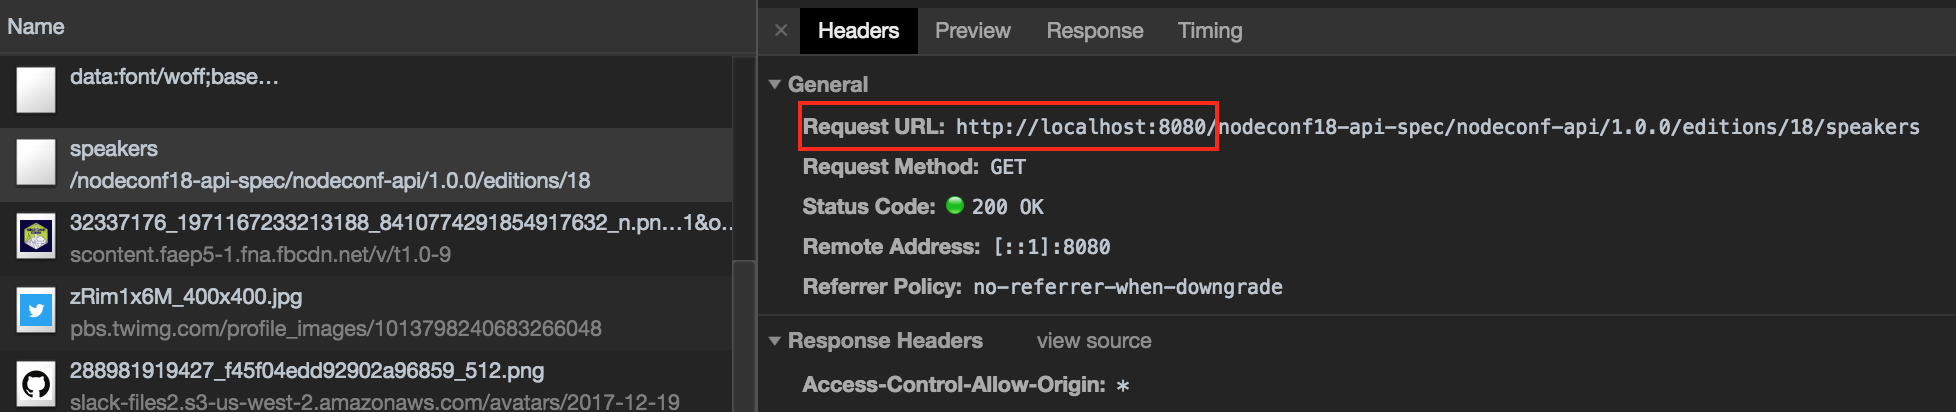 Name
data:font/woff;base…
speakers
/nodeconf18-api-spec/nodeconf-api/1.0.0/editions/18
32337176_1971167233213188_8410774291854917632_n.pn…1&o..
scontent.faep5-1.fna.fbcdn.net/v/t1.0-9
zRim1x6M_400x400.jpg
pbs.twimg.com/profile_images/1013798240683266048
288981919427_f45f04edd92902a96859_512.png
slack-files2.s3-us-west-2.amazonaws.com/avatars/2017-12-19
× Headers Preview Response Timing
General
Request URL: http://localhost:8080/nodeconf18-api-spec/nodeconf-api/1.0.0/editions/18/speakers
Request Method: GET
Status Code: 200 OK
Remote Address: [::1]:8080
Referrer Policy: no-referrer-when-downgrade
Response Headers view source
Access-Control-Allow-Origin: *